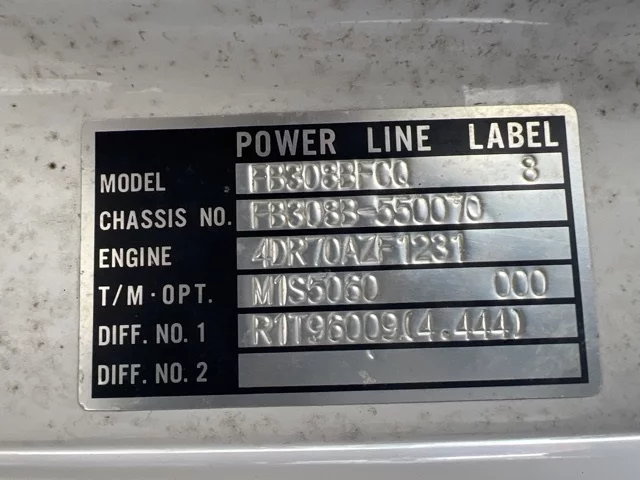 POWER LINE LABEL
MODEL FB308BFCQ 8
CHASSIS NO. FB308B-550070
ENGINE 4DR70AZF1231
T/M·OPT. M1S5060 000
DIFF. NO. 1 R1T96009(4.444)
DIFF. NO. 2